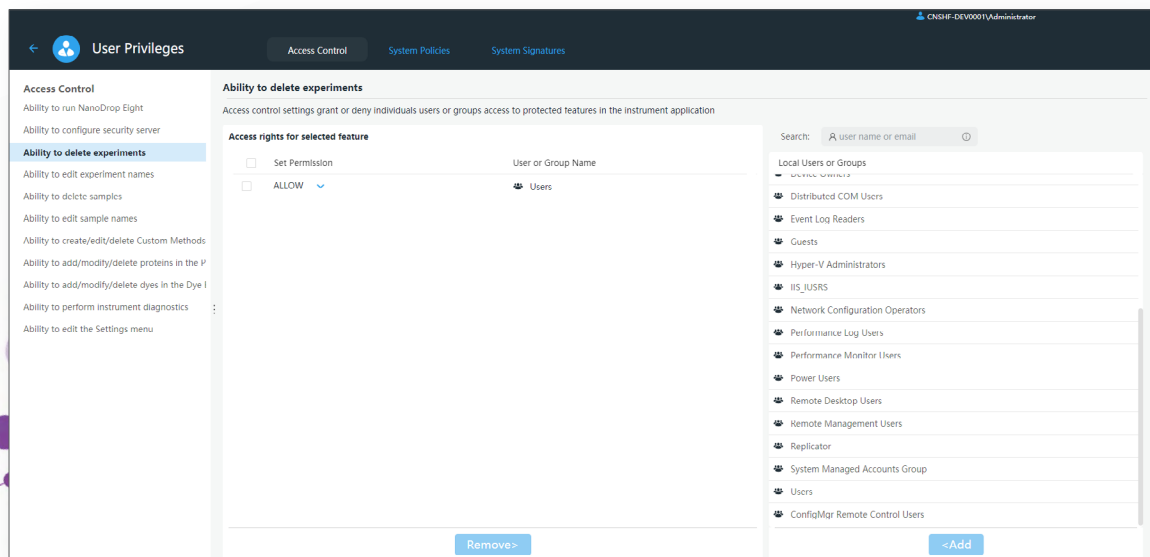 CNSHF-DEV0001\Administrator
User Privileges
Access Control
System Policies
System Signatures
Access Control
Ability to run NanoDrop Eight
Ability to configure security server
Ability to delete experiments
Ability to edit experiment names
Ability to delete samples
Ability to edit sample names
Ability to create/edit/delete Custom Methods
Ability to add/modify/delete proteins in the P
Ability to add/modify/delete dyes in the Dye
Ability to perform instrument diagnostics
Ability to edit the Settings menu
Ability to delete experiments
Access control settings grant or deny individuals users or groups access to protected features in the instrument application
Access rights for selected feature
Set Permission User or Group Name
ALLOW Users
Remove>
Search: user name or email
Local Users or Groups
Device Owners
Distributed COM Users
Event Log Readers
Guests
Hyper-V Administrators
IIS_IUSRS
Network Configuration Operators
Performance Log Users
Performance Monitor Users
Power Users
Remote Desktop Users
Remote Management Users
Replicator
System Managed Accounts Group
Users
ConfigMgr Remote Control Users
<Add